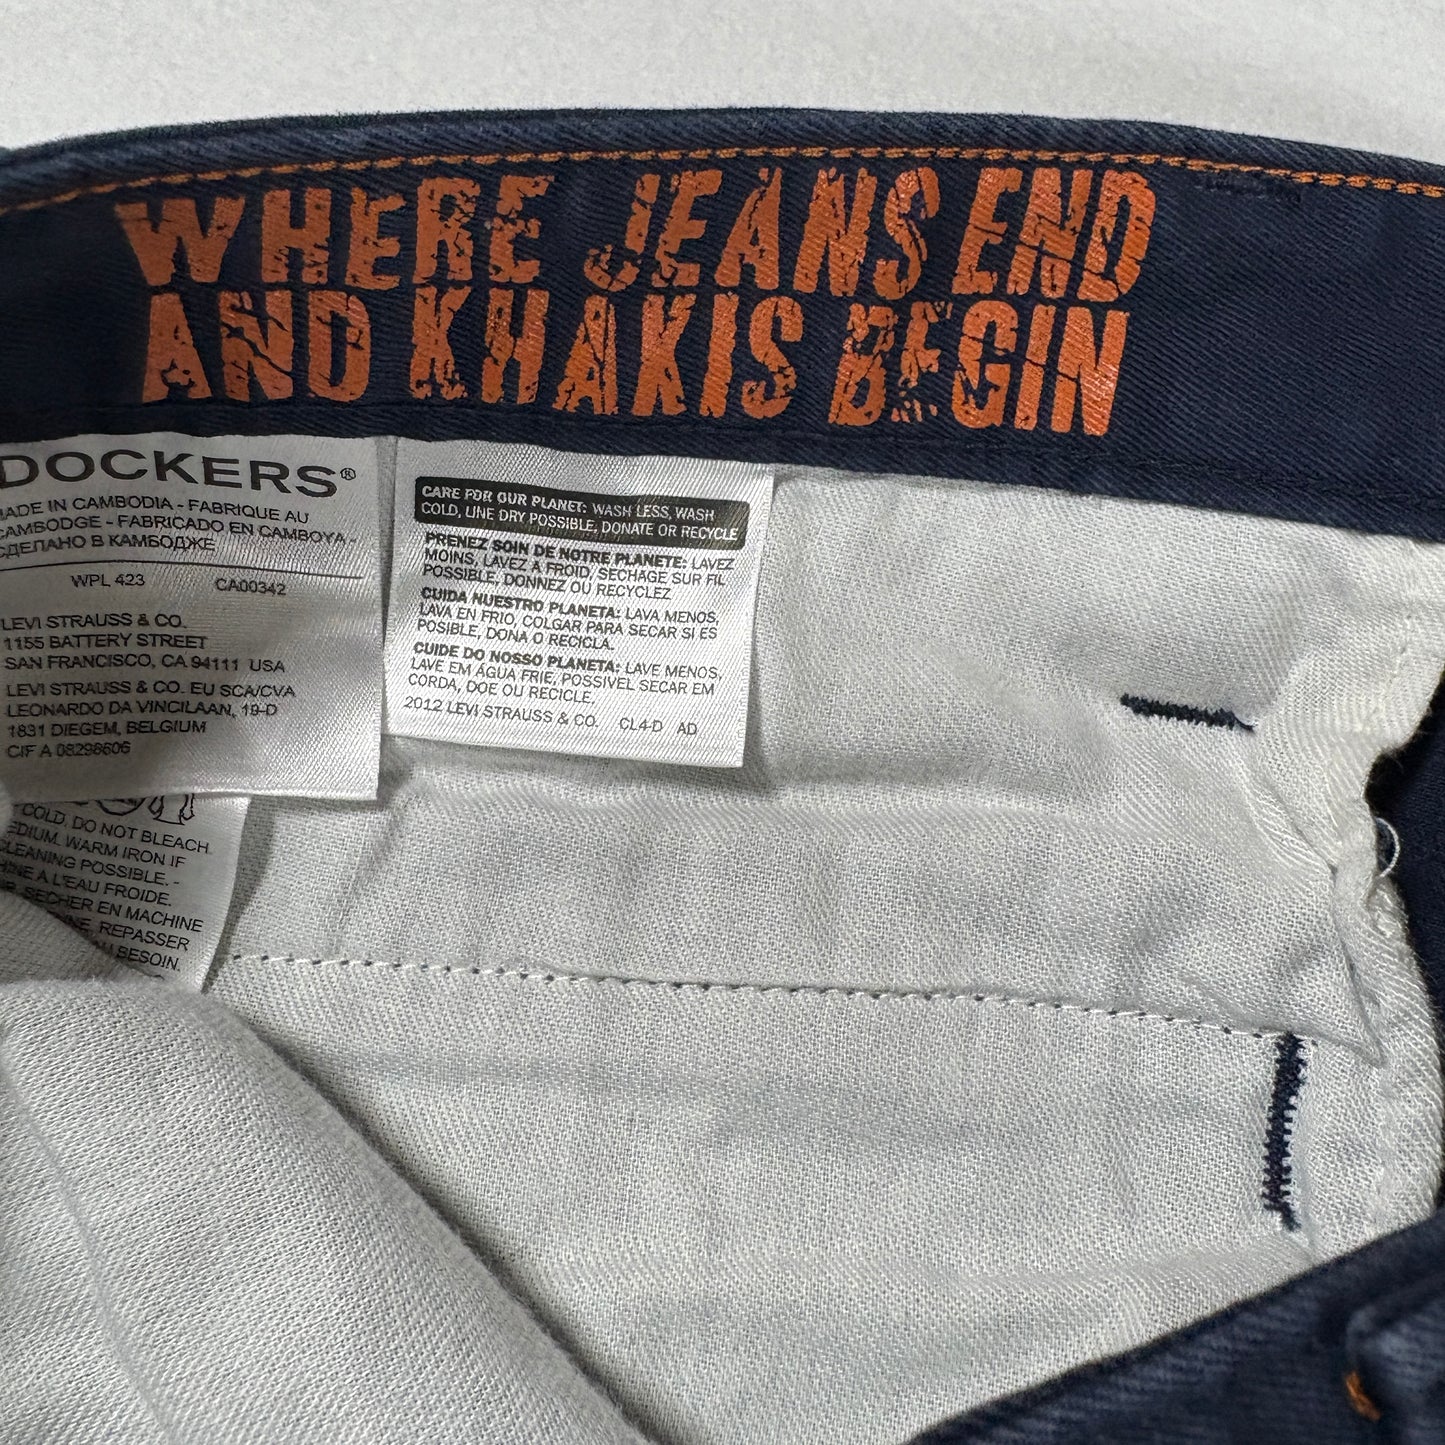 WHERE JEANS END
AND KHAKIS BEGIN
DOCKERS®
MADE IN CAMBODIA - FABRIQUE AU
CAMBODGE - FABRICADO EN CAMBOYA -
СДЕЛАНО В КАМБОДЖЕ
WPL 423 CA00342
LEVI STRAUSS & CO.
1155 BATTERY STREET
SAN FRANCISCO, CA 94111 USA
LEVI STRAUSS & CO. EU SCA/CVA
LEONARDO DA VINCILAAN, 19-D
1831 DIEGEM, BELGIUM
CIF A 08298606
CARE FOR OUR PLANET: WASH LESS, WASH
COLD, LINE DRY POSSIBLE, DONATE OR RECYCLE
PRENEZ SOIN DE NOTRE PLANETE: LAVEZ
MOINS, LAVEZ A FROID, SECHAGE SUR FIL
POSSIBLE, DONNEZ OU RECYCLEZ
CUIDA NUESTRO PLANETA: LAVA MENOS,
LAVA EN FRIO, COLGAR PARA SECAR SI ES
POSIBLE, DONA O RECICLA.
CUIDE DO NOSSO PLANETA: LAVE MENOS,
LAVE EM ÁGUA FRIE, POSSIVEL SECAR EM
CORDA, DOE OU RECICLE.
2012 LEVI STRAUSS & CO. CL4-D AD
COLD, DO NOT BLEACH
WARM IRON IF
CLEANING POSSIBLE. -
A L'EAU FROIDE.
SECHER EN MACHINE
REPASSER
BESOIN.